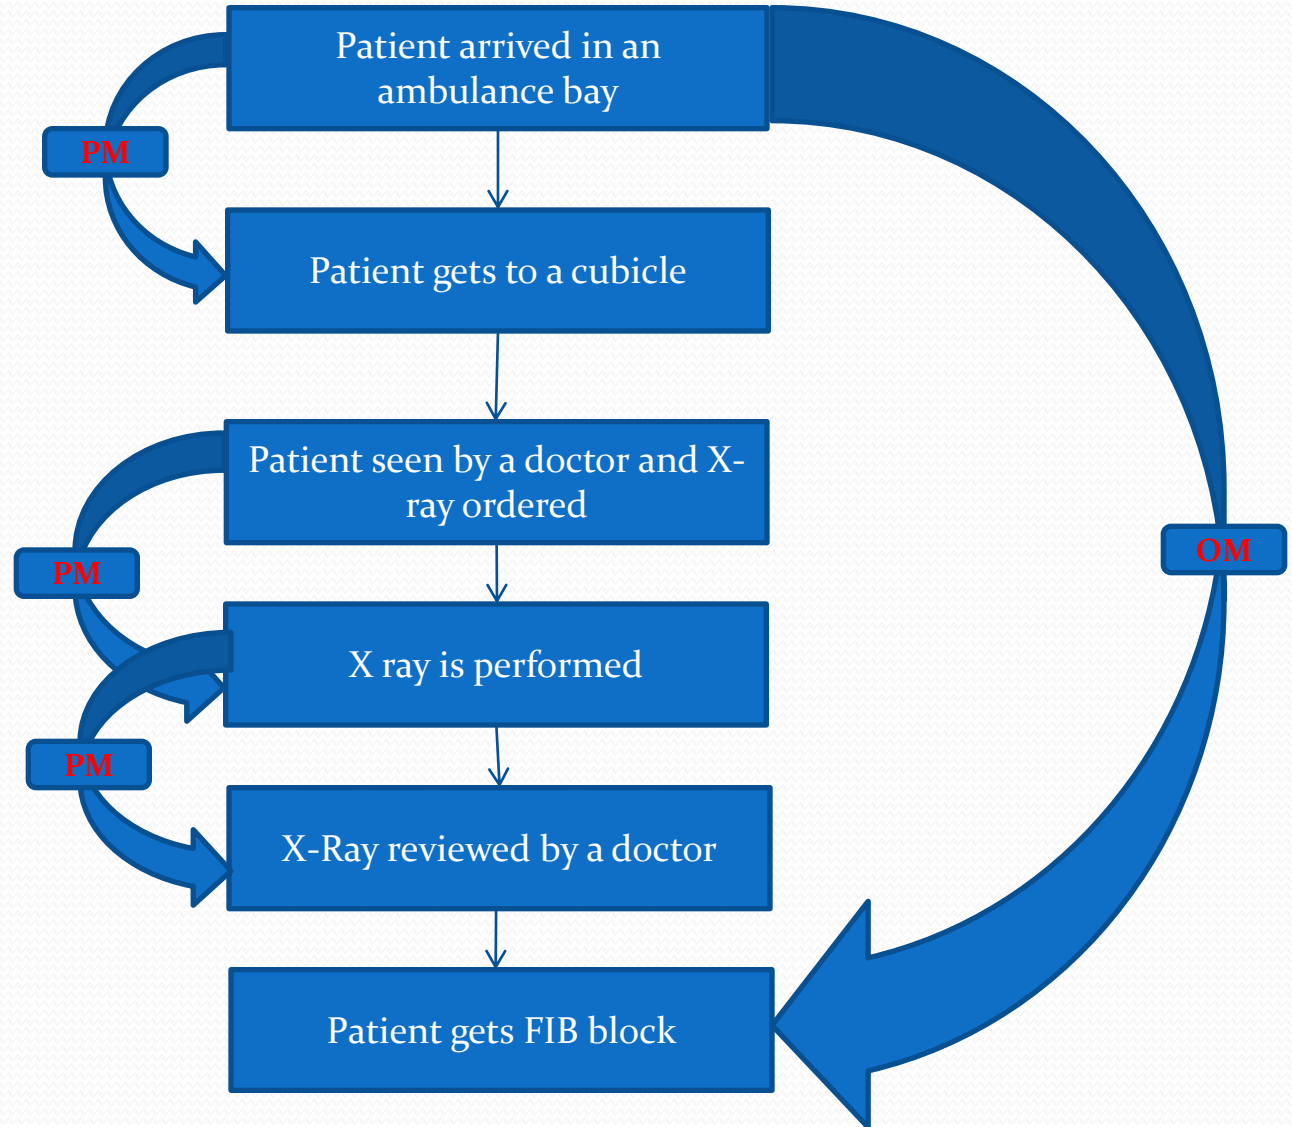 Patient arrived in an
ambulance bay
PM
Patient gets to a cubicle
Patient seen by a doctor and X-
ray ordered
OM
PM
X ray is performed
PM
X-Ray reviewed by a doctor
Patient gets FIB block